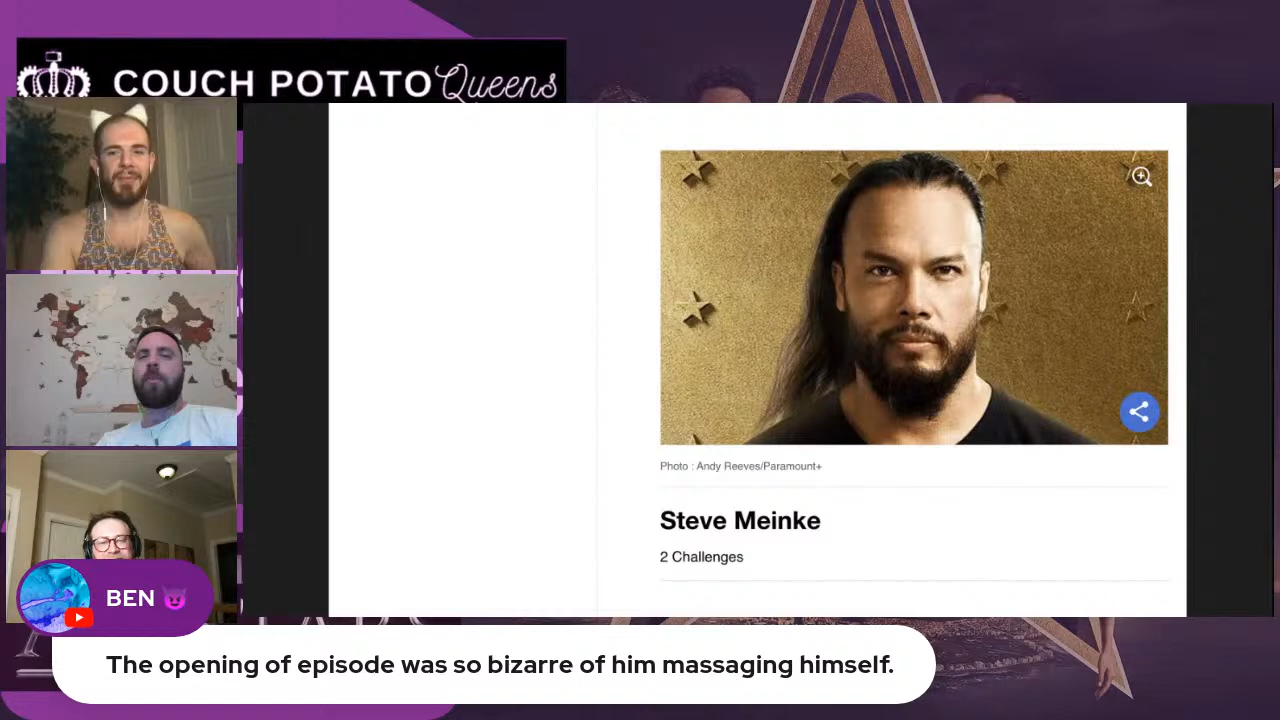 COUCH POTATO Queens
Photo : Andy Reeves/Paramount+
Steve Meinke
2 Challenges
BEN 😈
The opening of episode was so bizarre of him massaging himself.